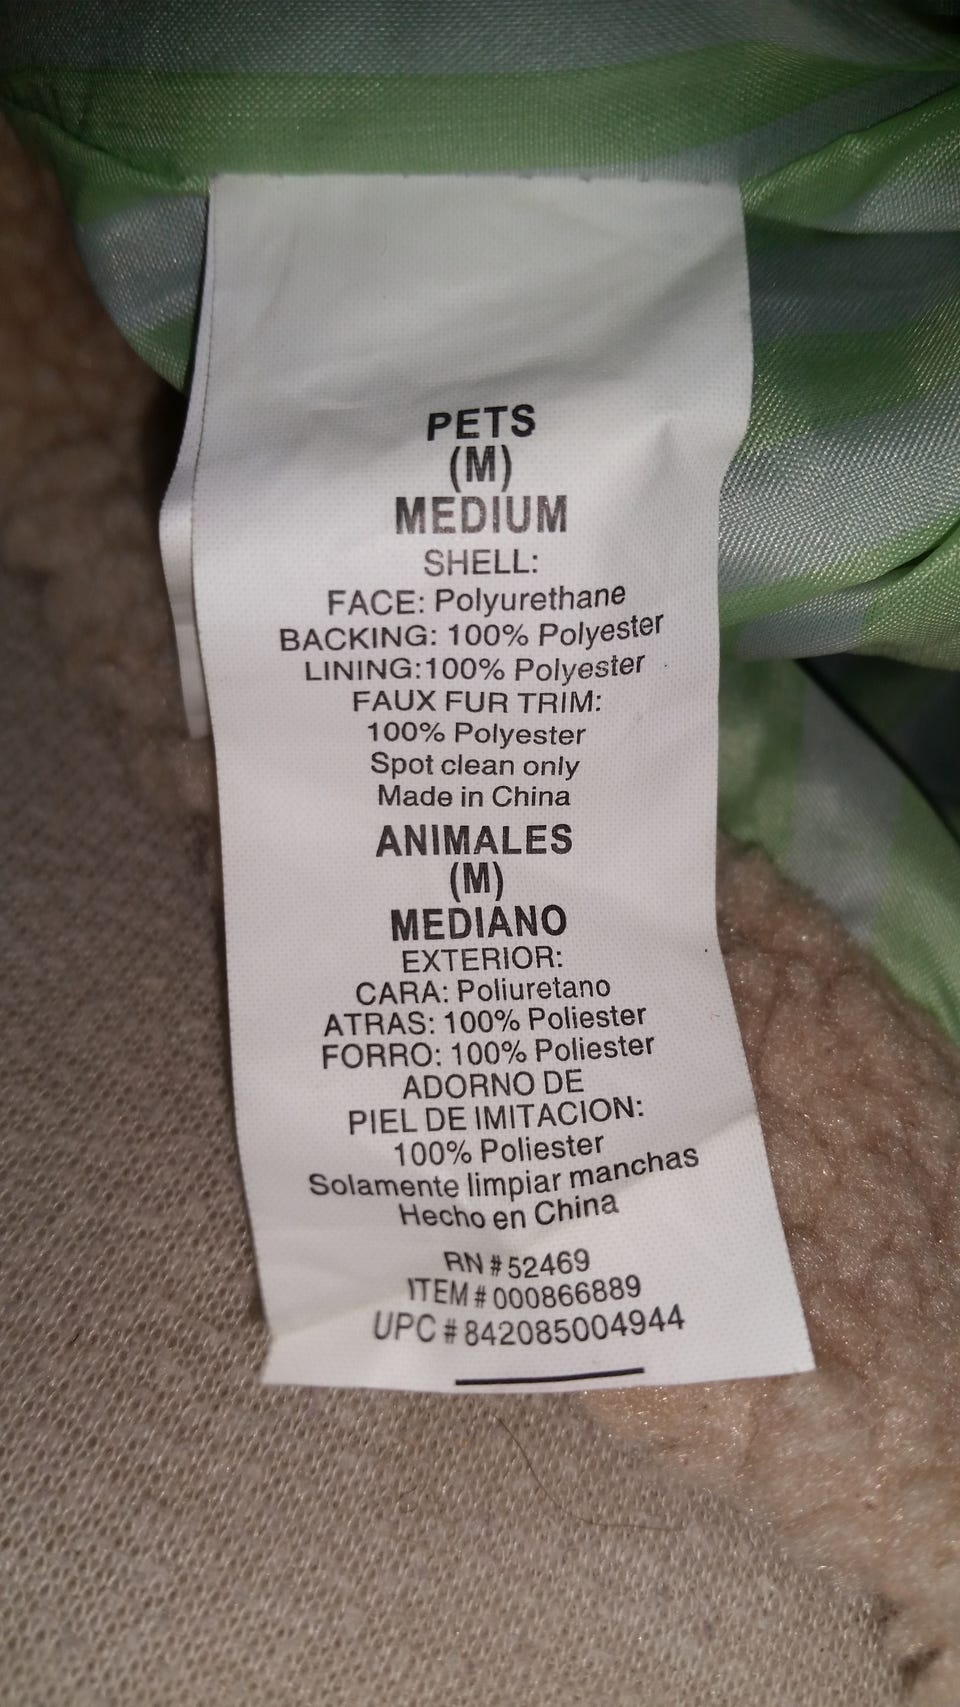 PETS
(M)
MEDIUM
SHELL:
FACE: Polyurethane
BACKING: 100% Polyester
LINING:100% Polyester
FAUX FUR TRIM:
100% Polyester
Spot clean only
Made in China
ANIMALES
(M)
MEDIANO
EXTERIOR:
CARA: Poliuretano
ATRAS: 100% Poliester
FORRO: 100% Poliester
ADORNO DE
PIEL DE IMITACION:
100% Poliester
Solamente limpiar manchas
Hecho en China
RN # 52469
ITEM # 000866889
UPC # 842085004944